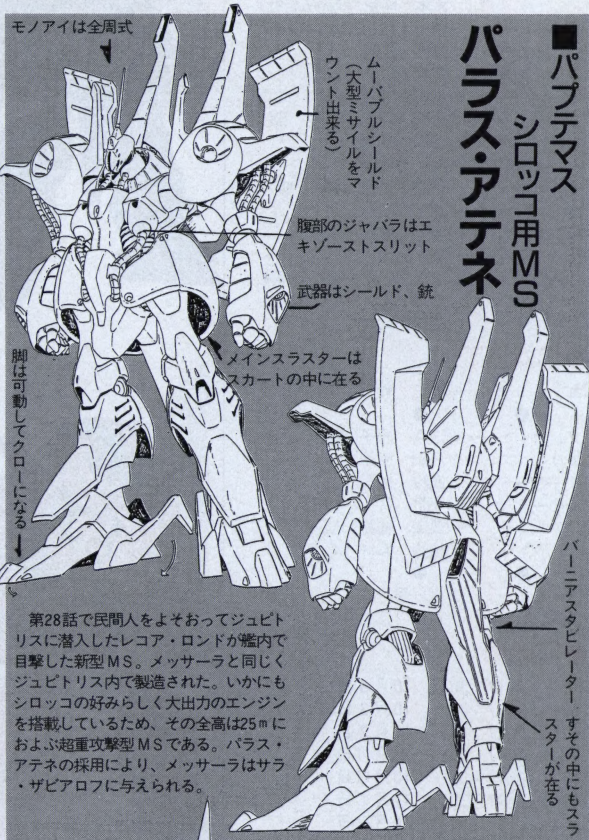 ■パプテマス
シロッコ用MS
パラス・アテネ
モノアイは全周式
ムーバブルシールド
(大型ミサイルをマ
ウント出来る)
腹部のジャバラはエ
キゾーストスリット
武器はシールド、銃
メインスラスターは
スカートの中に在る
脚は可動してクローになる
バーニアスタビレーター すその中にもスラ
スターが在る
第28話で民間人をよそおってジュピト
リスに潜入したレコア・ロンドが艦内で
目撃した新型MS。メッサーラと同じく
ジュピトリス内で製造された。いかにも
シロッコの好みらしく大出力のエンジン
を搭載しているため、その全高は25mに
およぶ超重攻撃型MSである。パラス・
アテネの採用により、メッサーラはサラ
・ザビアロフに与えられる。